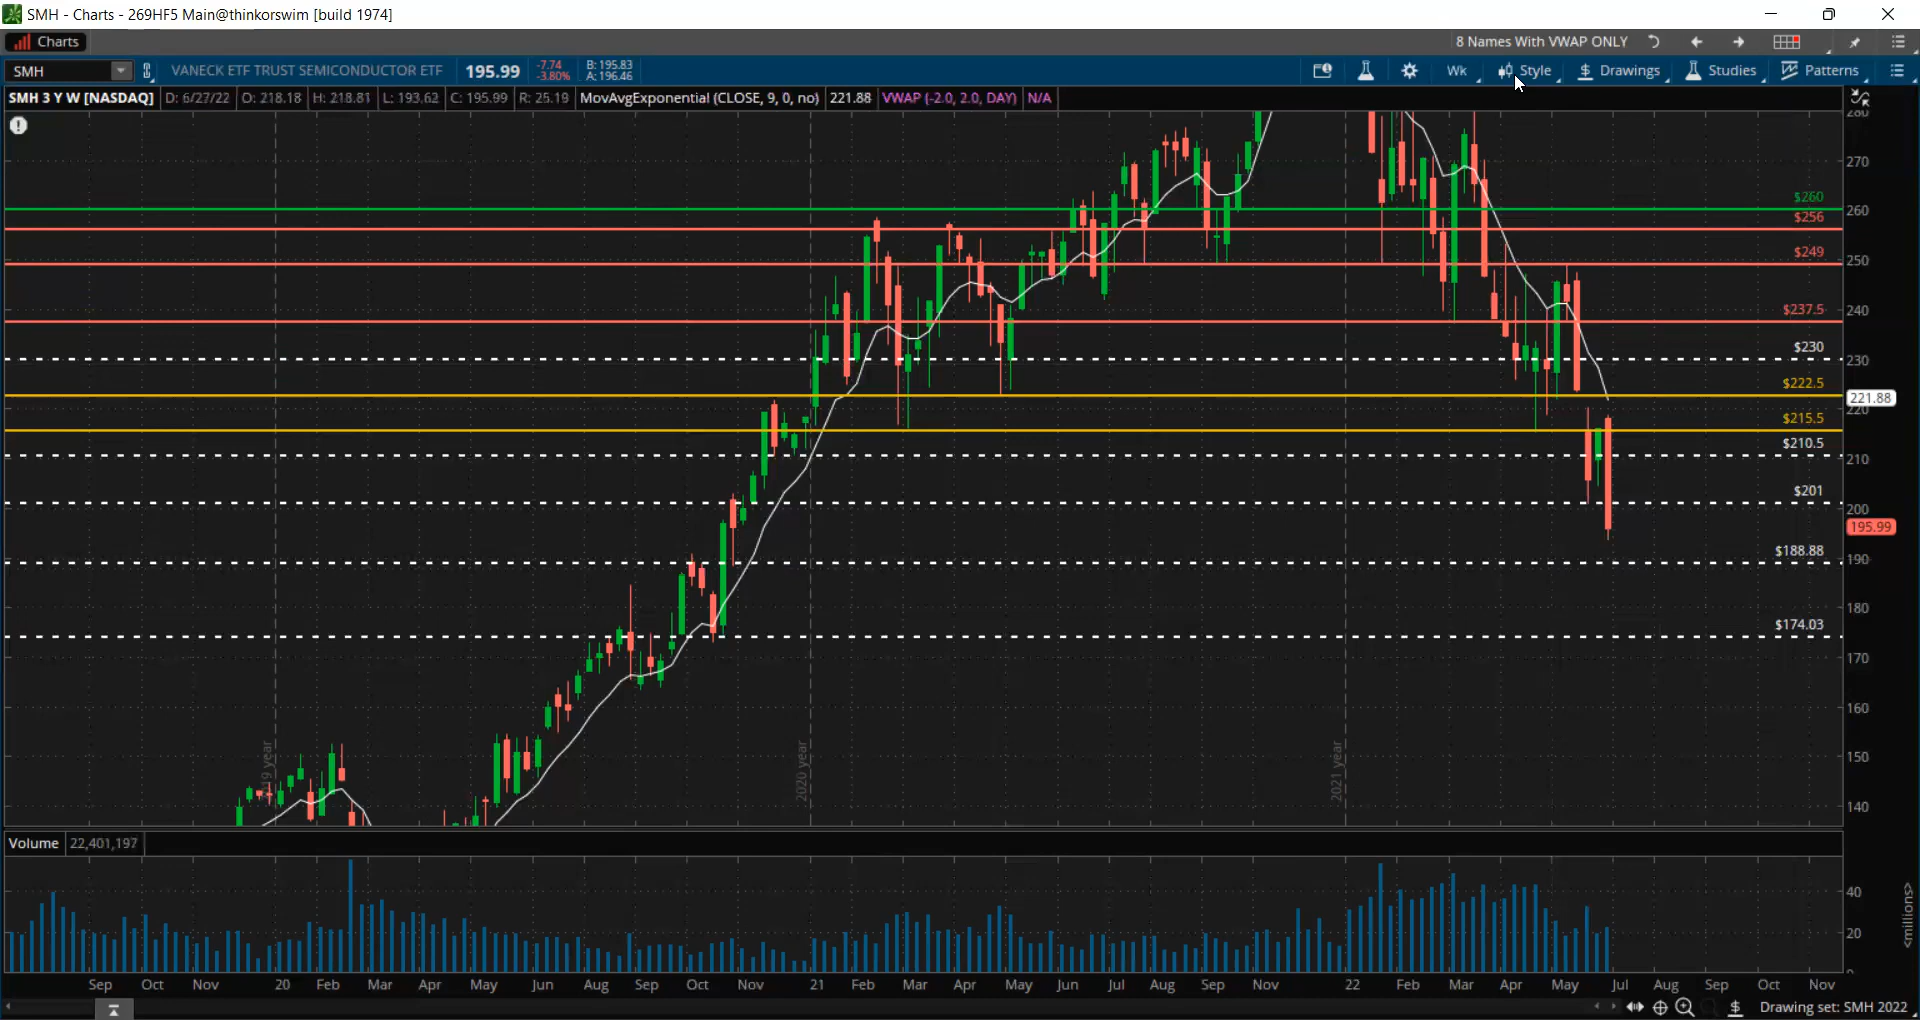 SMH - Charts - 269HF5 Main@thinkorswim [build 1974]
Charts
8 Names With VWAP ONLY
SMH
VANECK ETF TRUST SEMICONDUCTOR ETF
195.99
-7.74
-3.80%
B: 195.83
A: 196.46
Wk
Style
Drawings
Studies
Patterns
SMH 3 Y W [NASDAQ]
D: 6/27/22
O: 218.18
H: 218.81
L: 193.62
C: 195.99
R: 25.19
MovAvgExponential (CLOSE, 9, 0, no)
221.88
VWAP (-2.0, 2.0, DAY)
N/A
280
270
$260
260
$256
$249
250
$237.5
240
$230
230
$222.5
221.88
220
$215.5
$210.5
210
$201
200
195.99
$188.88
190
180
$174.03
170
160
150
140
2020 year
2021 year
Volume
22,401,197
40
20
<millions>
Sep Oct Nov 20 Feb Mar Apr May Jun Aug Sep Oct Nov 21 Feb Mar Apr May Jun Jul Aug Sep Oct Nov 22 Feb Mar Apr May Jul Aug Sep Oct Nov
Drawing set: SMH 2022